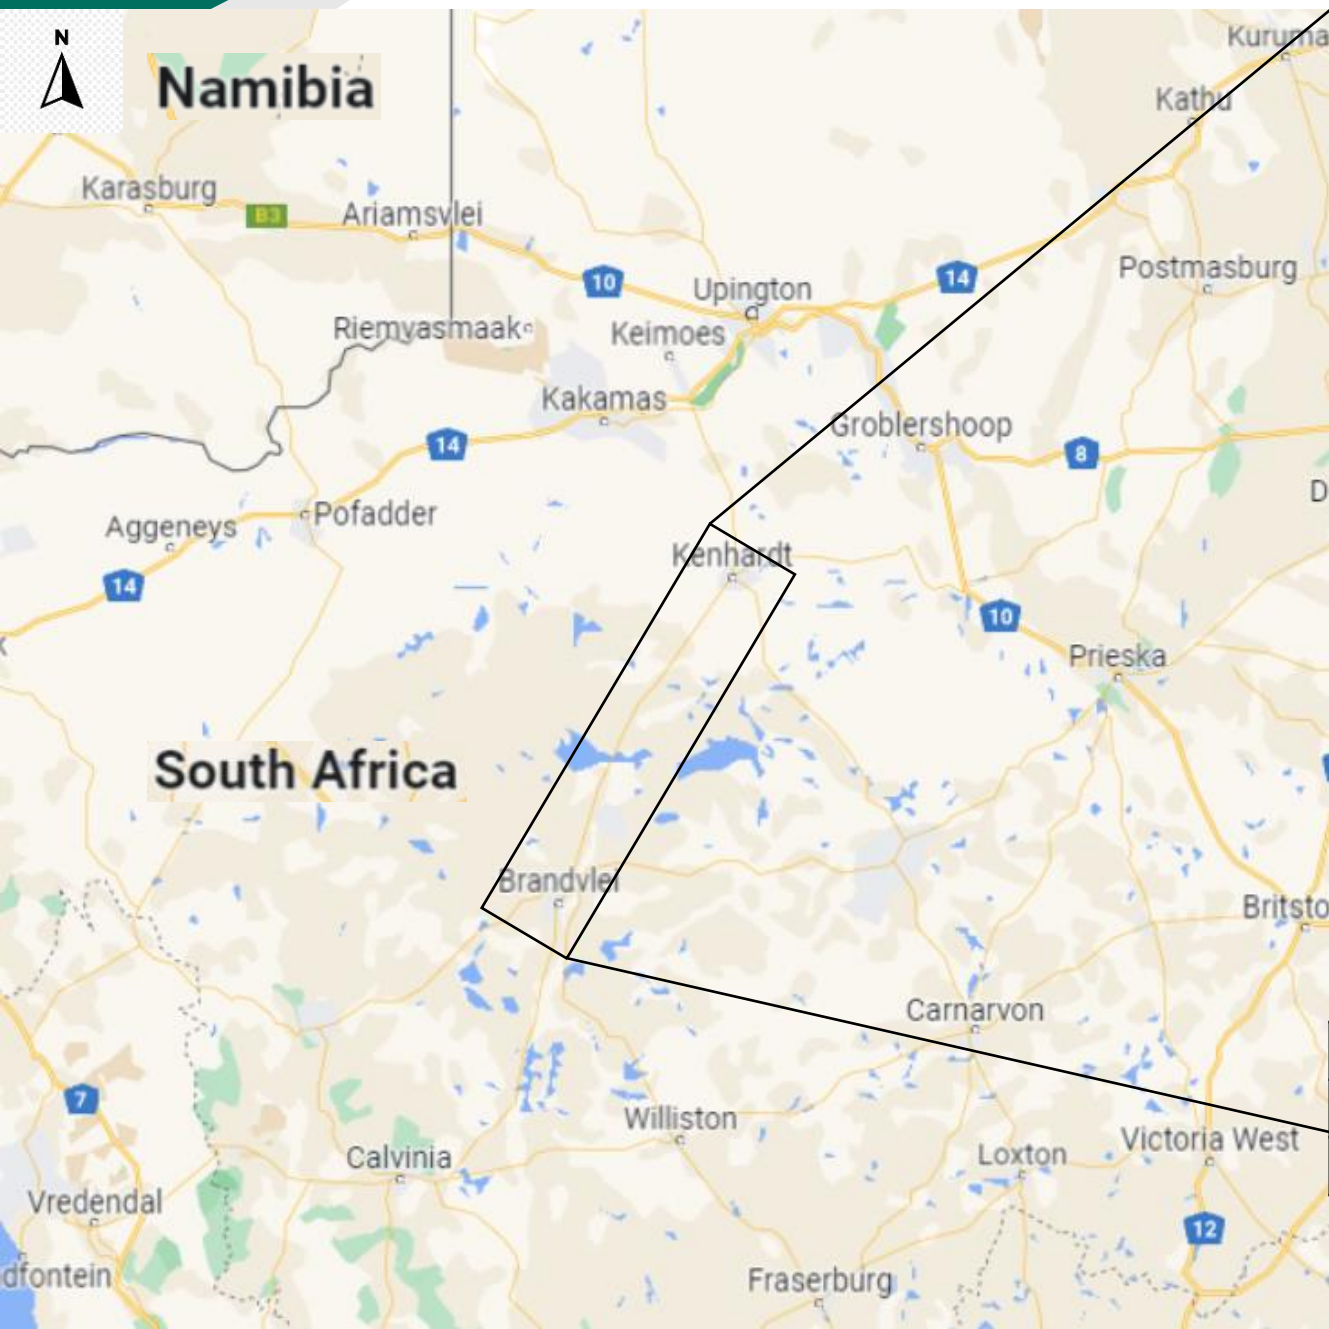 N
Namibia
Kuruma
Kathu
Karasburg
B3
Ariamsvlei
10
14
Postmasburg
Upington
Riemvasmaak
Keimoes
Kakamas
Groblershoop
14
8
D
Aggeneys
Pofadder
Kenhardt
14
10
Prieska
South Africa
Brandvlei
Britsto
Carnarvon
7
Williston
Calvinia
Loxton
Victoria West
Vredendal
12
dfontein
Fraserburg